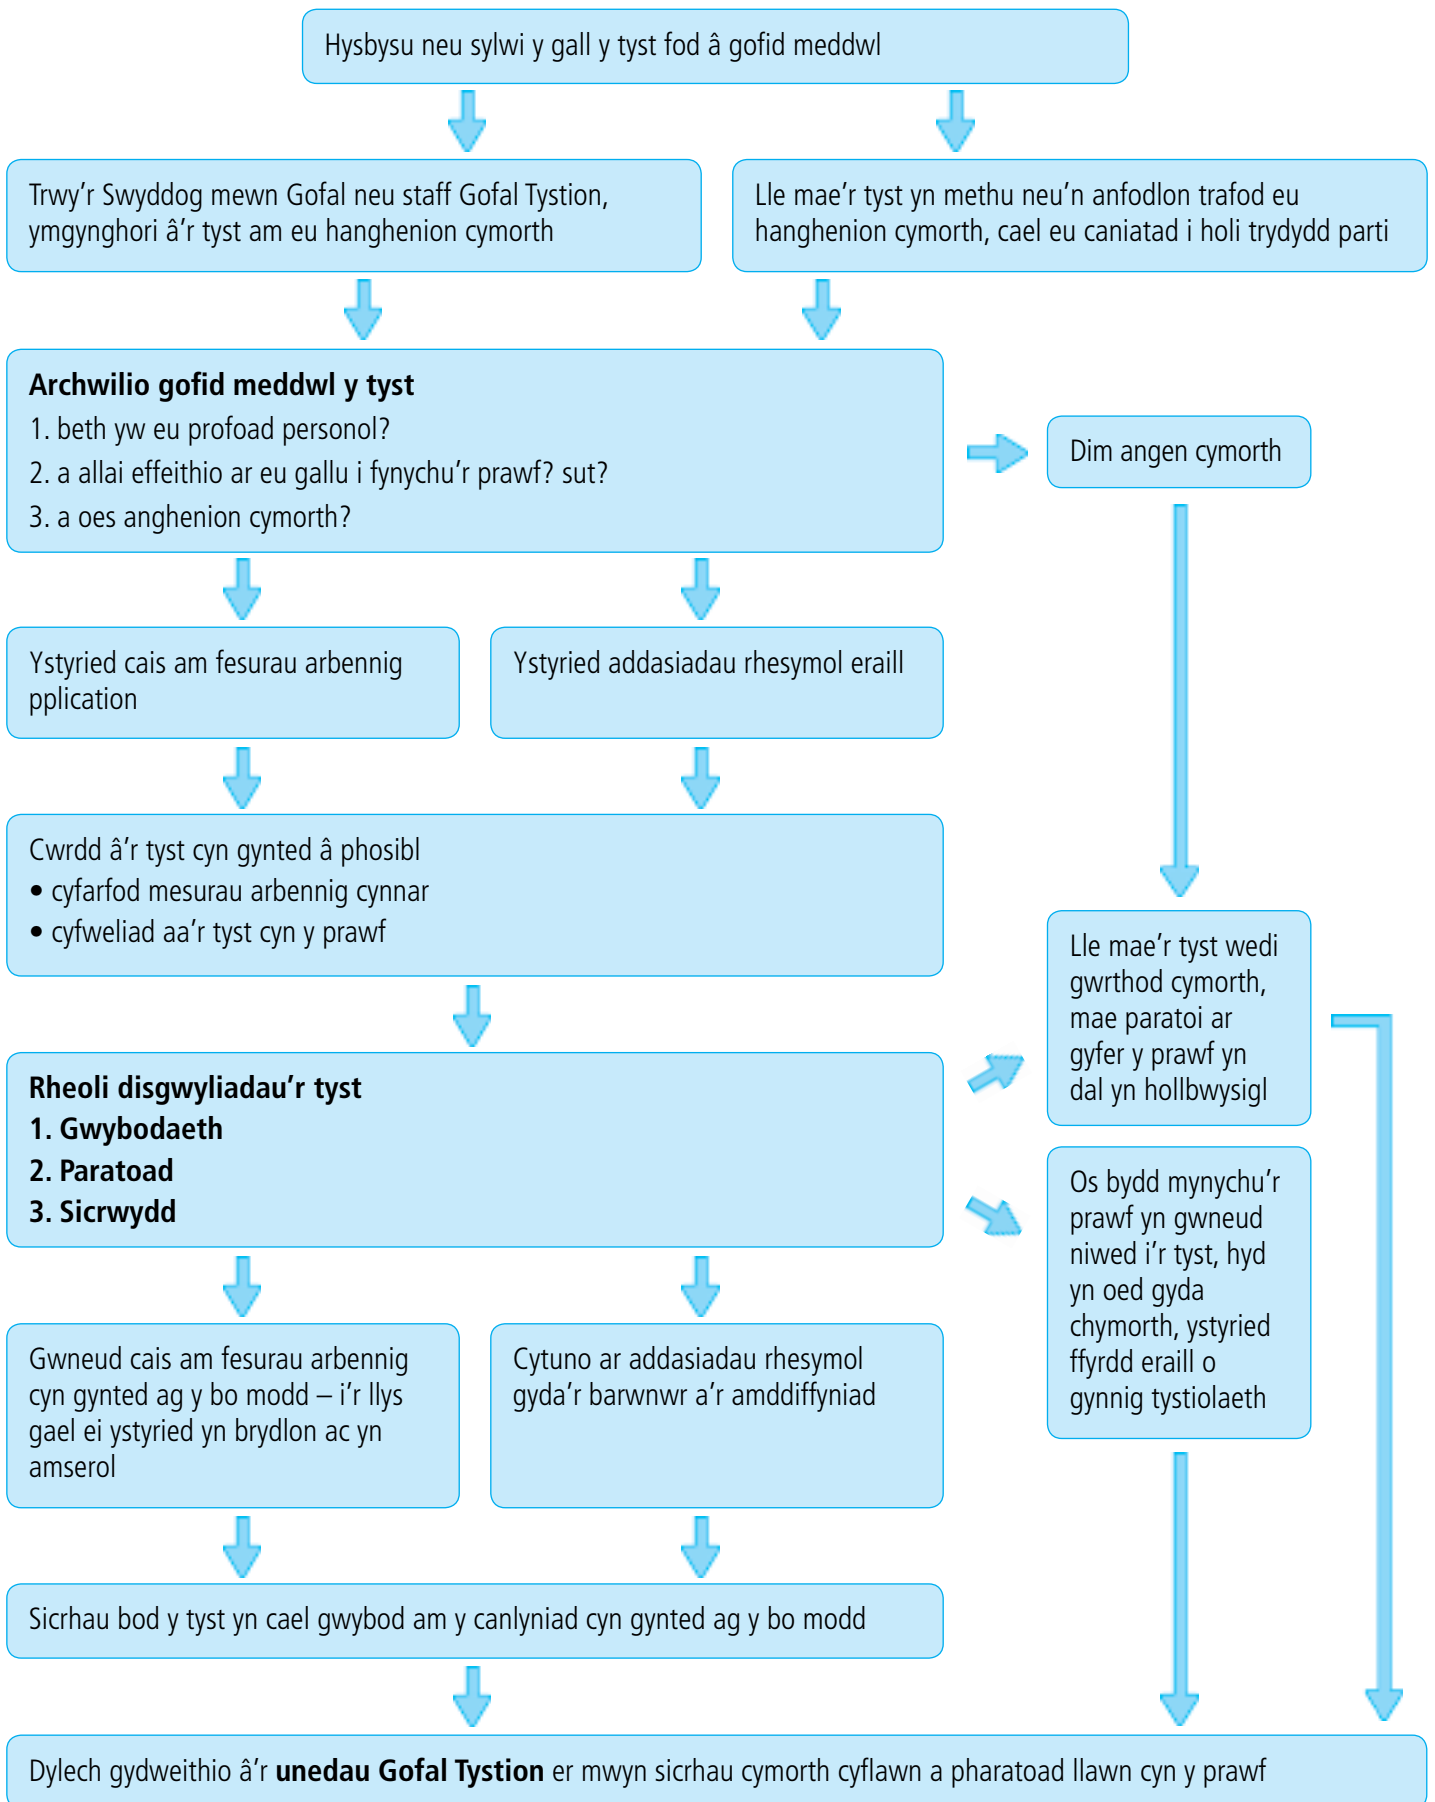 Hysbysu neu sylwi y gall y tyst fod â gofid meddwl
Trwy'r Swyddog mewn Gofal neu staff Gofal Tystion,
ymgynghori â'r tyst am eu hanghenion cymorth
Lle mae'r tyst yn methu neu'n anfodlon trafod eu
hanghenion cymorth, cael eu caniatad i holi trydydd parti
Archwilio gofid meddwl y tyst
1. beth yw eu profoad personol?
2. a allai effeithio ar eu gallu i fynychu'r prawf? sut?
3. a oes anghenion cymorth?
Dim angen cymorth
Ystyried cais am fesurau arbennig
pplication
Ystyried addasiadau rhesymol eraill
Cwrdd â'r tyst cyn gynted â phosibl
• cyfarfod mesurau arbennig cynnar
• cyfweliad aa'r tyst cyn y prawf
Lle mae'r tyst wedi
gwrthod cymorth,
mae paratoi ar
gyfer y prawf yn
dal yn hollbwysigl
Rheoli disgwyliadau'r tyst
1. Gwybodaeth
2. Paratoad
3. Sicrwydd
Os bydd mynychu'r
prawf yn gwneud
niwed i'r tyst, hyd
yn oed gyda
chymorth, ystyried
ffyrdd eraill o
gynnig tystiolaeth
Gwneud cais am fesurau arbennig
cyn gynted ag y bo modd – i'r llys
gael ei ystyried yn brydlon ac yn
amserol
Cytuno ar addasiadau rhesymol
gyda'r barwnwr a'r amddiffyniad
Sicrhau bod y tyst yn cael gwybod am y canlyniad cyn gynted ag y bo modd
Dylech gydweithio â'r unedau Gofal Tystion er mwyn sicrhau cymorth cyflawn a pharatoad llawn cyn y prawf